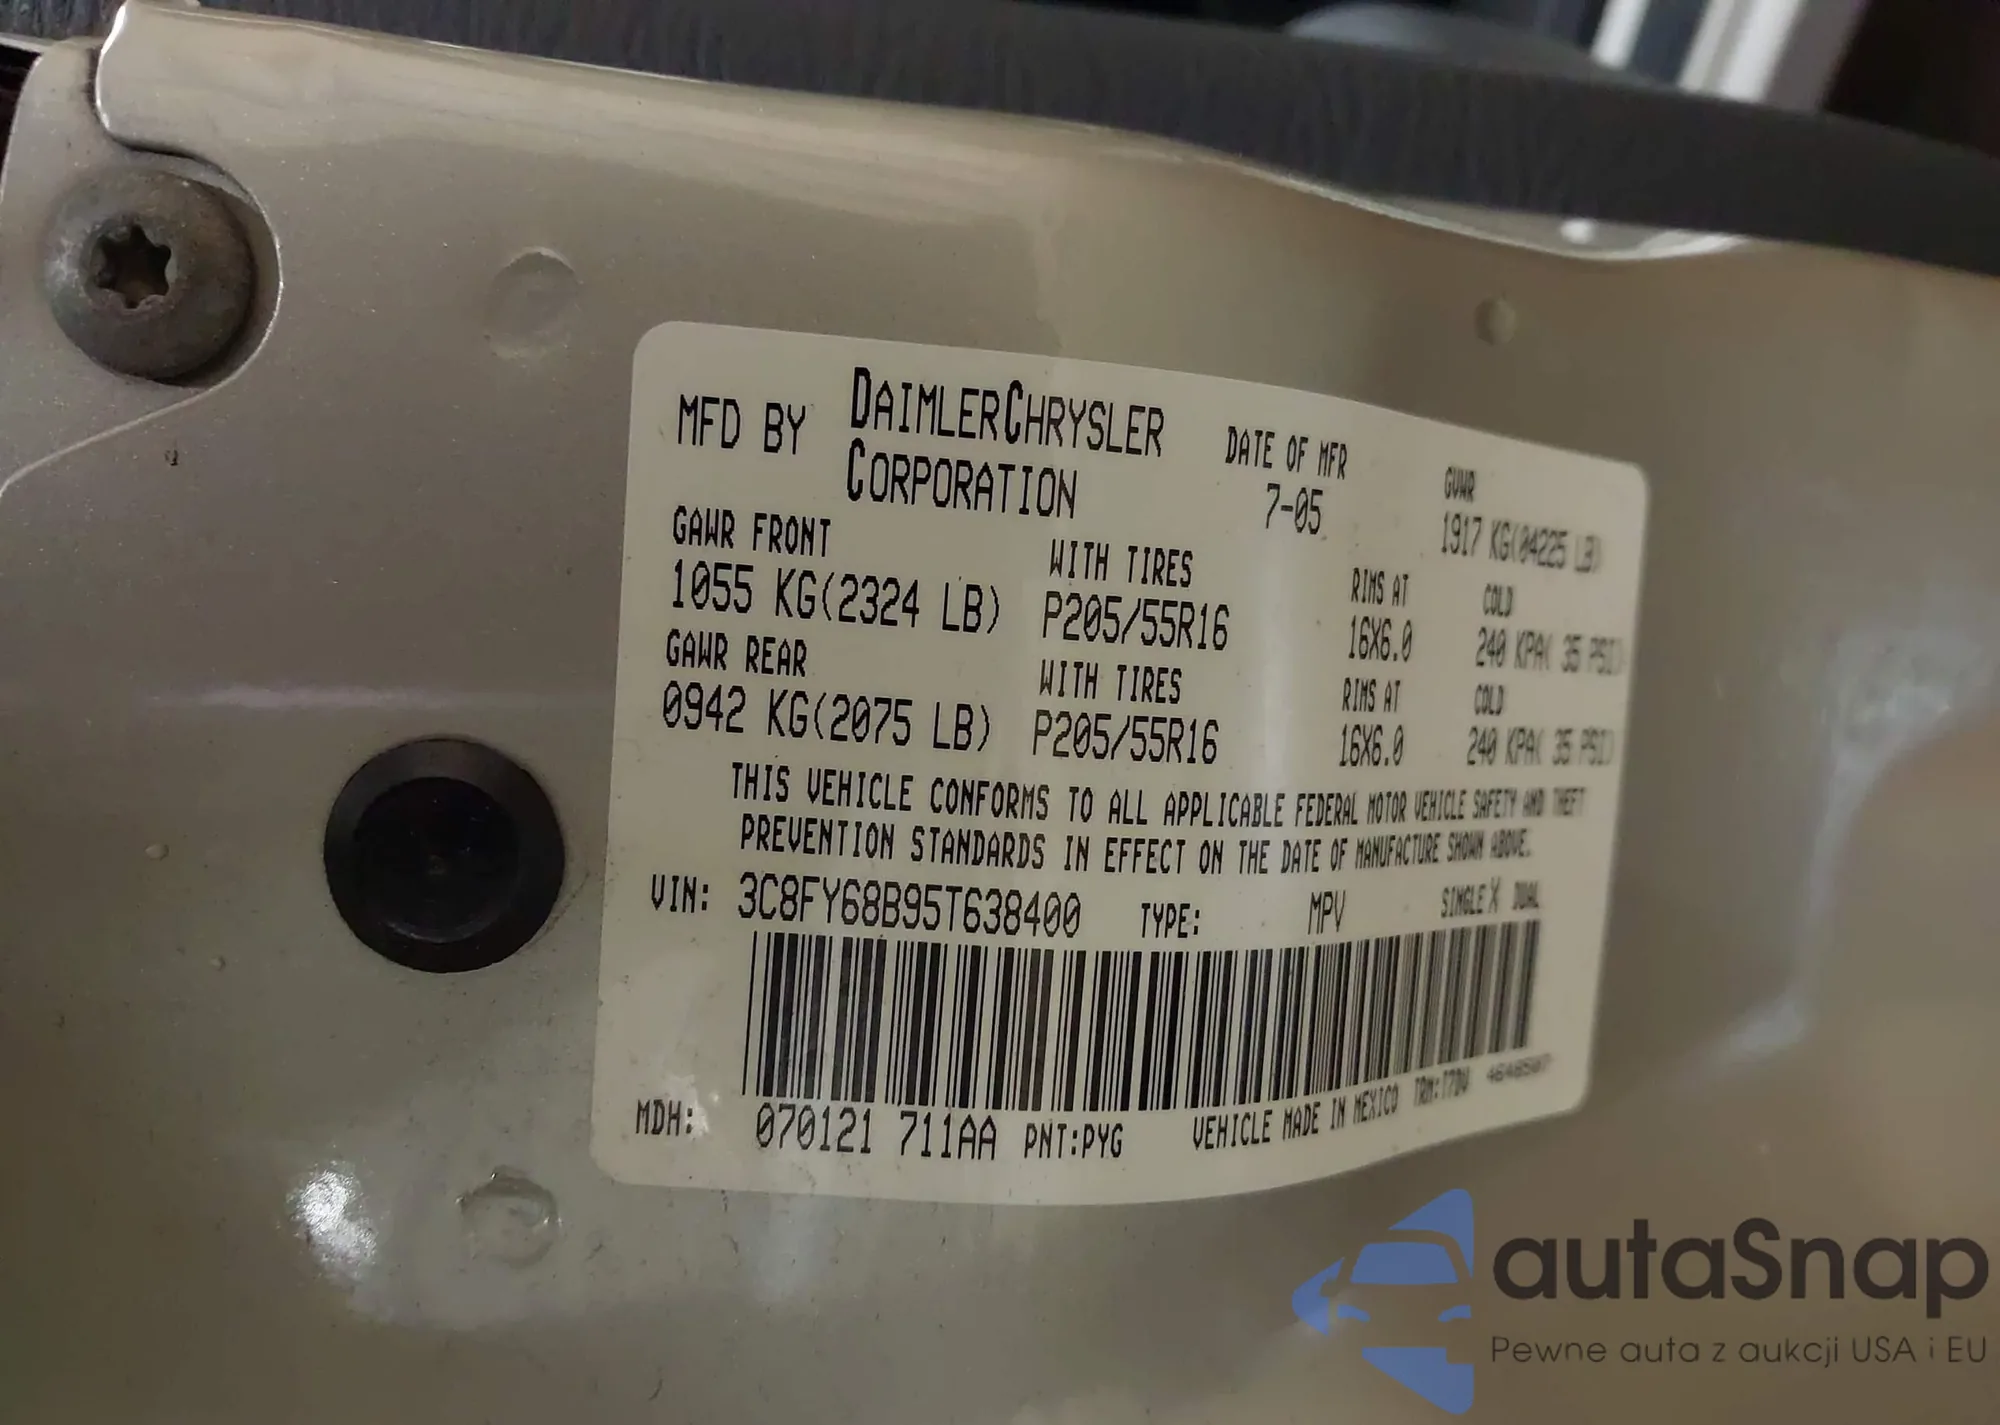 MFD BY DAIMLERCHRYSLER CORPORATION
DATE OF MFR 7-05
GVWR 1917 KG(04225 LB)
GAWR FRONT WITH TIRES RIMS AT COLD
1055 KG(2324 LB) P205/55R16 16X6.0 240 KPA( 35 PSI)
GAWR REAR WITH TIRES RIMS AT COLD
0942 KG(2075 LB) P205/55R16 16X6.0 240 KPA( 35 PSI)
THIS VEHICLE CONFORMS TO ALL APPLICABLE FEDERAL MOTOR VEHICLE SAFETY AND THEFT
PREVENTION STANDARDS IN EFFECT ON THE DATE OF MANUFACTURE SHOWN ABOVE.
VIN: 3C8FY68B95T638400 TYPE: MPV SINGLE X DUAL
MDH: 070121 711AA PNT:PYG VEHICLE MADE IN MEXICO
autaSnap
Pewne auta z aukcji USA i EU